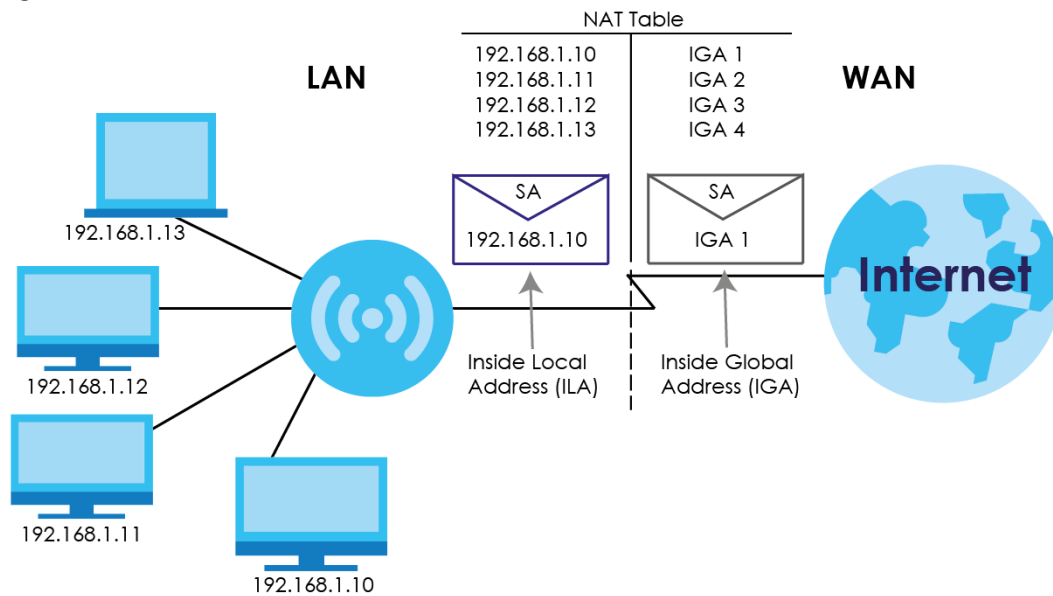 NAT Table
192.168.1.10 IGA 1
192.168.1.11 IGA 2
192.168.1.12 IGA 3
192.168.1.13 IGA 4
LAN
WAN
SA
192.168.1.10
SA
IGA 1
192.168.1.13
Internet
192.168.1.12
Inside Local
Address (ILA)
Inside Global
Address (IGA)
192.168.1.11
192.168.1.10